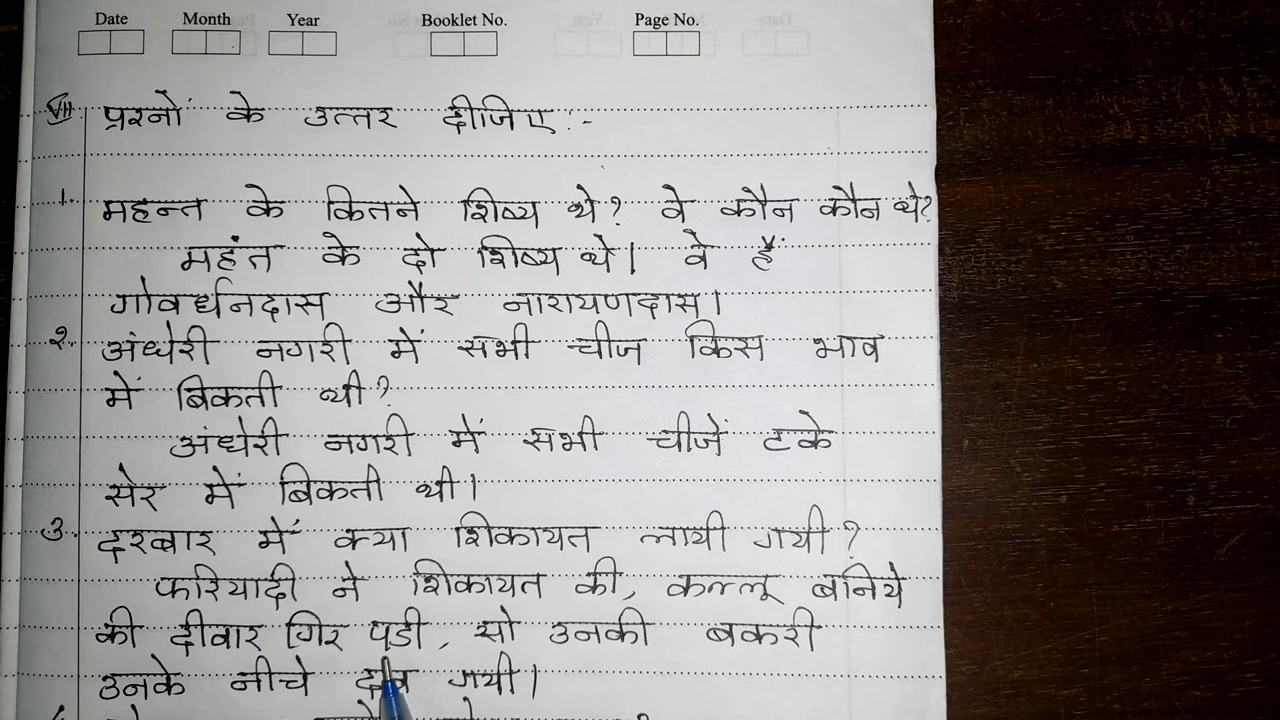 Date Month Year Booklet No. Page No.
VII प्रश्नों के उत्तर दीजिए :-
1. महन्त के कितने शिष्य थे? वे कौन कौन थे?
महंत के दो शिष्य थे। वे हैं
गोवर्धनदास और नारायणदास।
२. अंधेरी नगरी में सभी चीज किस भाव
में बिकती थी?
अंधेरी नगरी में सभी चीजें टके
सेर में बिकती थी।
3. दरबार में क्या शिकायत लायी गयी?
फरियादी ने शिकायत की, कल्लू बनिये
की दीवार गिर पडी, सो उनकी बकरी
उनके नीचे दब गयी।